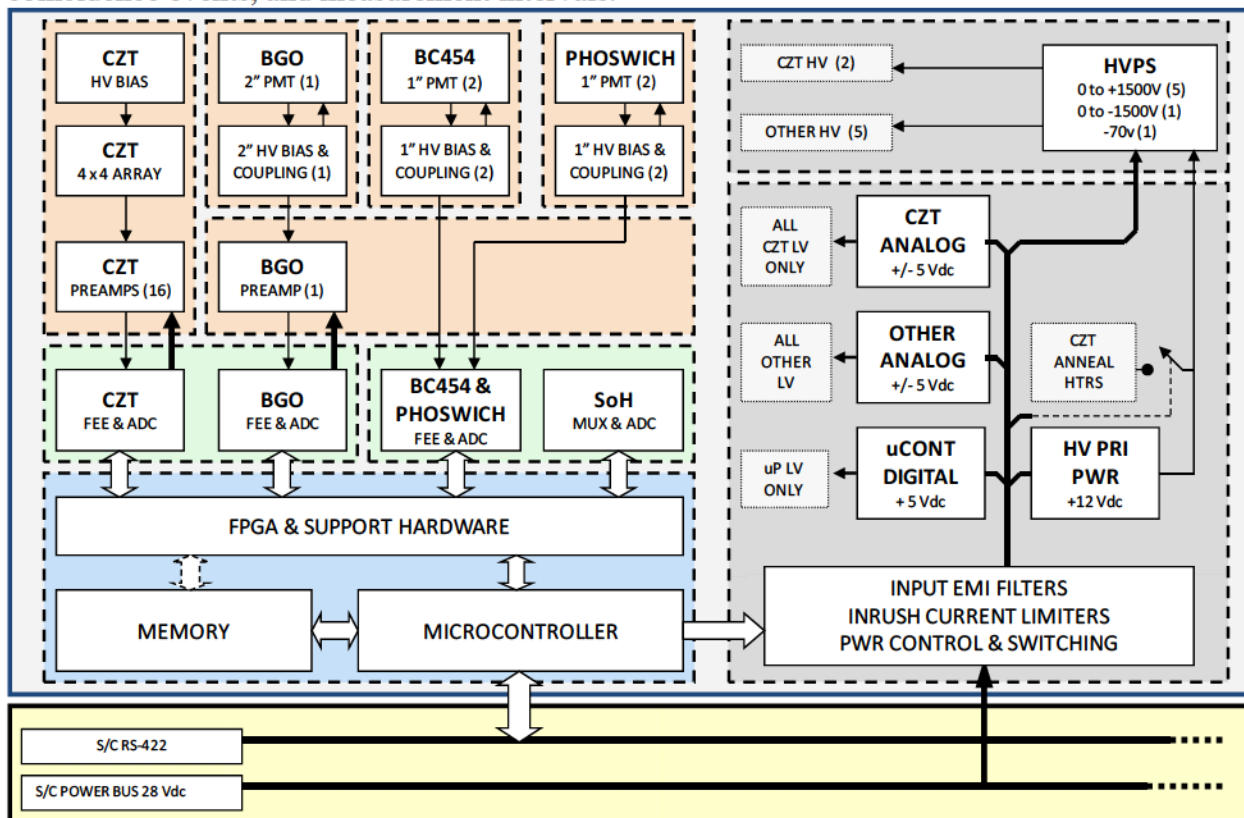 CZT
HV BIAS
BGO
2” PMT (1)
BC454
1” PMT (2)
PHOSWICH
1” PMT (2)
CZT HV (2)
HVPS
0 to +1500V (5)
0 to -1500V (1)
-70v (1)
OTHER HV (5)
CZT
4 x 4 ARRAY
2” HV BIAS &
COUPLING (1)
1” HV BIAS &
COUPLING (2)
1” HV BIAS &
COUPLING (2)
CZT
PREAMPS (16)
BGO
PREAMP (1)
ALL
CZT LV
ONLY
CZT
ANALOG
+/- 5 Vdc
ALL
OTHER
LV
OTHER
ANALOG
+/- 5 Vdc
CZT
ANNEAL
HTRS
CZT
FEE & ADC
BGO
FEE & ADC
BC454 &
PHOSWICH
FEE & ADC
SoH
MUX & ADC
uP LV
ONLY
uCONT
DIGITAL
+ 5 Vdc
HV PRI
PWR
+12 Vdc
FPGA & SUPPORT HARDWARE
MEMORY
MICROCONTROLLER
INPUT EMI FILTERS
INRUSH CURRENT LIMITERS
PWR CONTROL & SWITCHING
S/C RS-422
S/C POWER BUS 28 Vdc